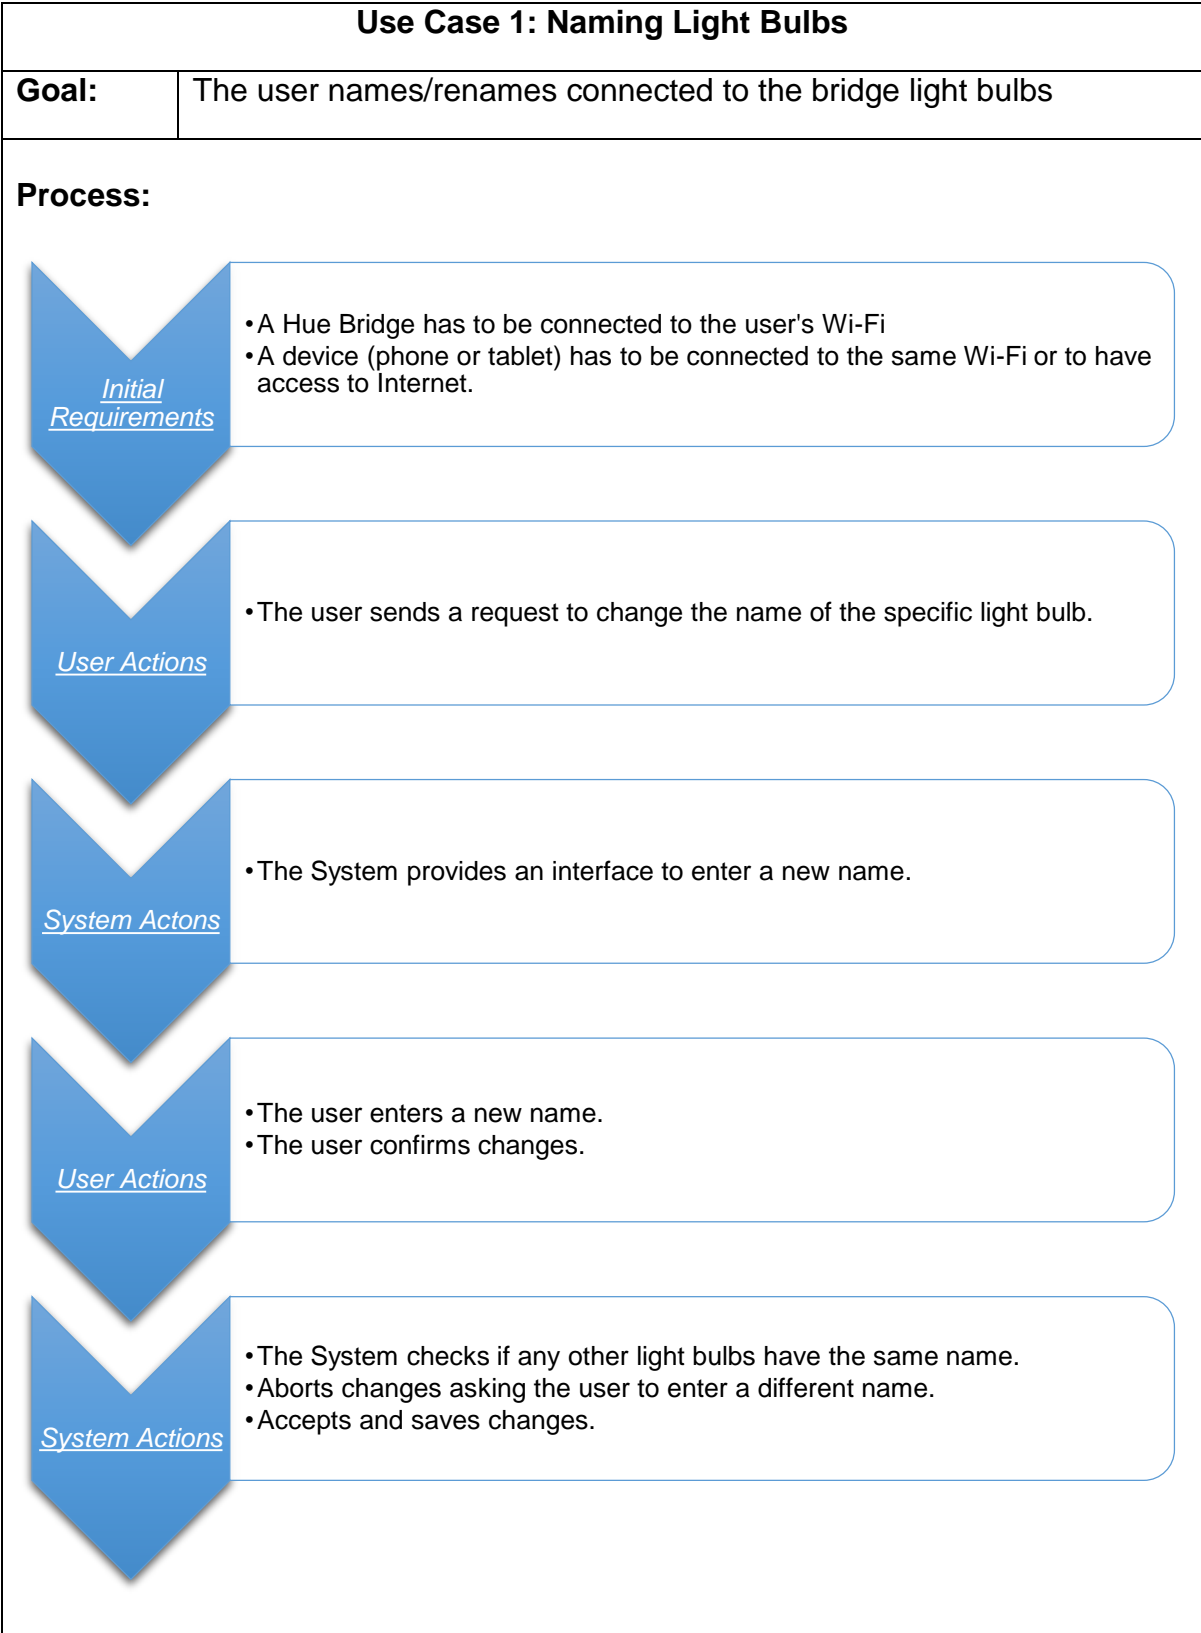 Use Case 1: Naming Light Bulbs
Goal: The user names/renames connected to the bridge light bulbs
Process:
Initial
Requirements
•A Hue Bridge has to be connected to the user's Wi-Fi
•A device (phone or tablet) has to be connected to the same Wi-Fi or to have
access to Internet.
User Actions
•The user sends a request to change the name of the specific light bulb.
System Actons
•The System provides an interface to enter a new name.
User Actions
•The user enters a new name.
•The user confirms changes.
System Actions
•The System checks if any other light bulbs have the same name.
•Aborts changes asking the user to enter a different name.
•Accepts and saves changes.